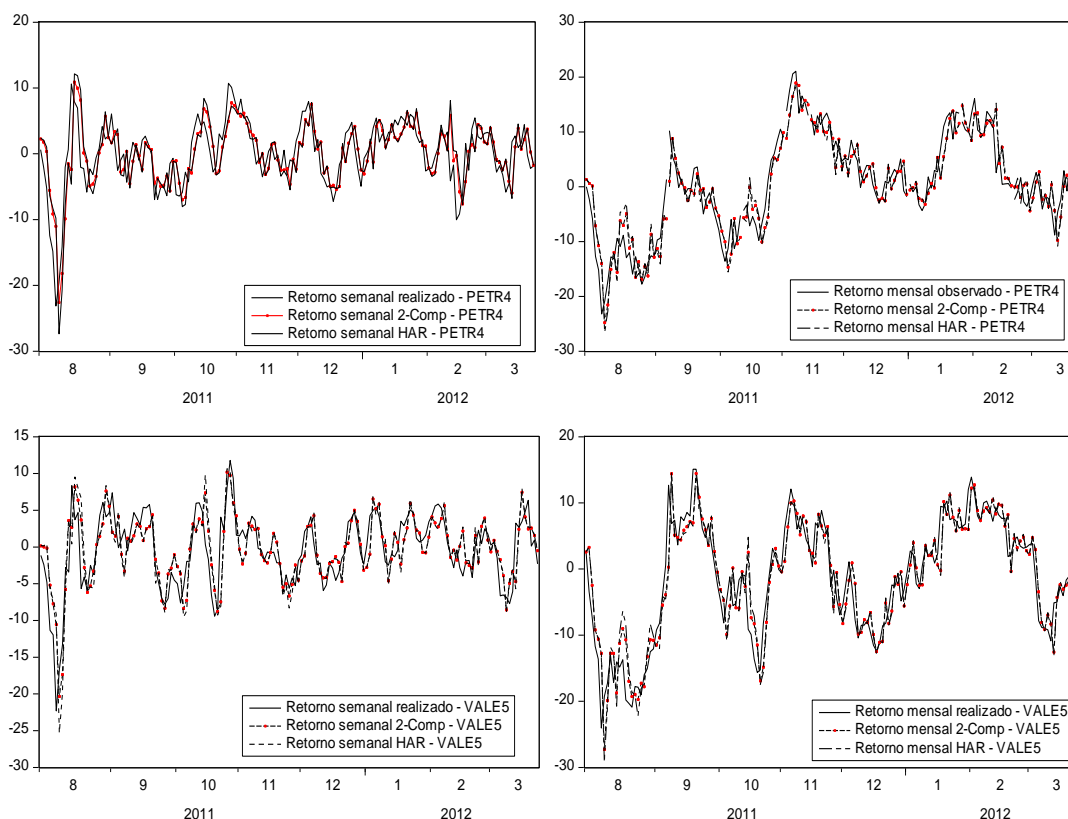 20
10
0
-10
-20
-30
Retorno semanal realizado - PETR4
Retorno semanal 2-Comp - PETR4
Retorno semanal HAR - PETR4
8 9 10 11 12 1 2 3
2011 2012
30
20
10
0
-10
-20
-30
Retorno mensal observado - PETR4
Retorno mensal 2-Comp - PETR4
Retorno mensal HAR - PETR4
8 9 10 11 12 1 2 3
2011 2012
15
10
5
0
-5
-10
-15
-20
-25
-30
Retorno semanal realizado - VALE5
Retorno semanal 2-Comp - VALE5
Retorno semanal HAR - VALE5
8 9 10 11 12 1 2 3
2011 2012
20
10
0
-10
-20
-30
Retorno mensal realizado - VALE5
Retorno mensal 2-Comp - VALE5
Retorno mensal HAR - VALE5
8 9 10 11 12 1 2 3
2011 2012